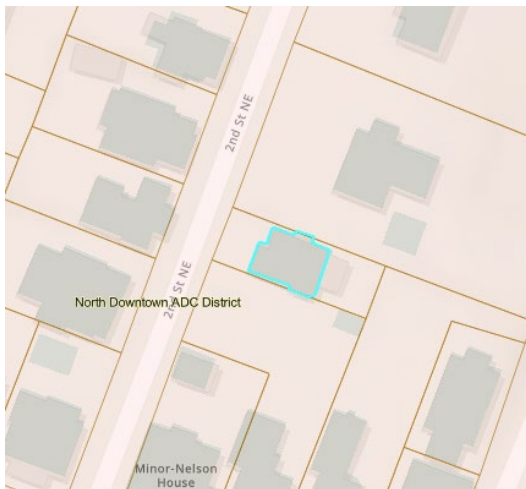 2nd St NE
2nd St NE
North Downtown ADC District
Minor-Nelson
House